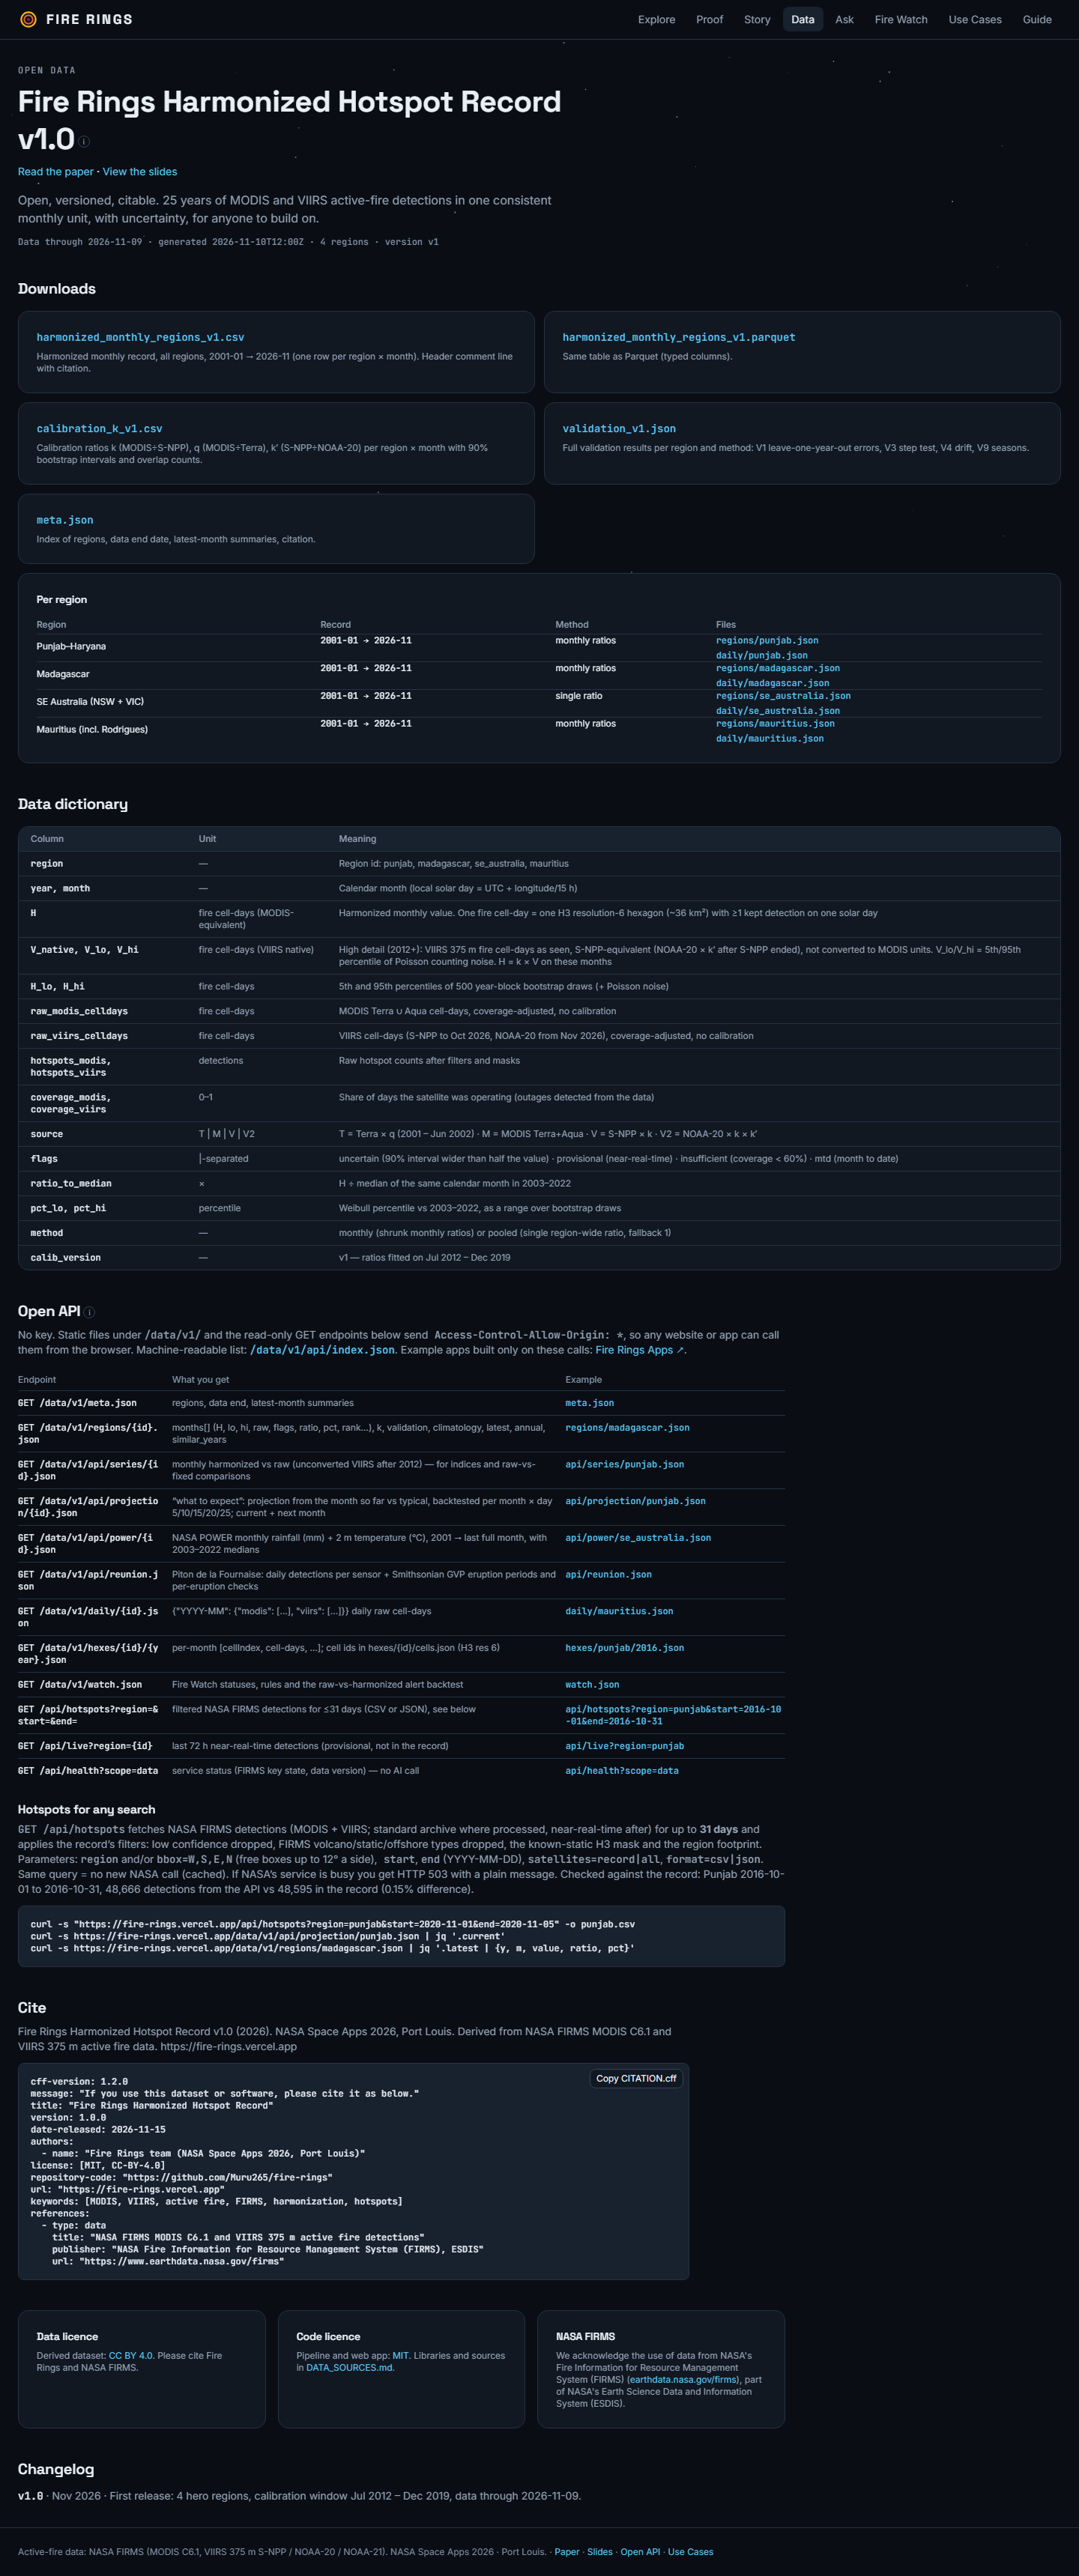 FIRE RINGS
Explore Proof Story Data Ask Fire Watch Use Cases Guide
OPEN DATA
Fire Rings Harmonized Hotspot Record
v1.0
Read the paper · View the slides
Open, versioned, citable. 25 years of MODIS and VIIRS active-fire detections in one consistent
monthly unit, with uncertainty, for anyone to build on.
Data through 2026-11-09 · generated 2026-11-10T12:00Z · 4 regions · version v1
Downloads
harmonized_monthly_regions_v1.csv
Harmonized monthly record, all regions, 2001-01 → 2026-11 (one row per region × month). Header comment line
with citation.
harmonized_monthly_regions_v1.parquet
Same table as Parquet (typed columns).
calibration_k_v1.csv
Calibration ratios k (MODIS÷S-NPP), q (MODIS÷Terra), k′ (S-NPP÷NOAA-20) per region × month with 90%
bootstrap intervals and overlap counts.
validation_v1.json
Full validation results per region and method: V1 leave-one-year-out errors, V3 step test, V4 drift, V9 seasons.
meta.json
Index of regions, data end date, latest-month summaries, citation.
Per region
Region Record Method Files
Punjab–Haryana 2001-01 → 2026-11 monthly ratios regions/punjab.json
daily/punjab.json
Madagascar 2001-01 → 2026-11 monthly ratios regions/madagascar.json
daily/madagascar.json
SE Australia (NSW + VIC) 2001-01 → 2026-11 single ratio regions/se_australia.json
daily/se_australia.json
Mauritius (incl. Rodrigues) 2001-01 → 2026-11 monthly ratios regions/mauritius.json
daily/mauritius.json
Data dictionary
Column Unit Meaning
region — Region id: punjab, madagascar, se_australia, mauritius
year, month — Calendar month (local solar day = UTC + longitude/15 h)
H fire cell-days (MODIS- Harmonized monthly value. One fire cell-day = one H3 resolution-6 hexagon (~36 km²) with ≥1 kept detection on one solar day
equivalent)
V_native, V_lo, V_hi fire cell-days (VIIRS native) High detail (2012+): VIIRS 375 m fire cell-days as seen, S-NPP-equivalent (NOAA-20 × k′ after S-NPP ended), not converted to MODIS units. V_lo/V_hi = 5th/95th
percentile of Poisson counting noise. H = k × V on these months
H_lo, H_hi fire cell-days 5th and 95th percentiles of 500 year-block bootstrap draws (+ Poisson noise)
raw_modis_celldays fire cell-days MODIS Terra ∪ Aqua cell-days, coverage-adjusted, no calibration
raw_viirs_celldays fire cell-days VIIRS cell-days (S-NPP to Oct 2026, NOAA-20 from Nov 2026), coverage-adjusted, no calibration
hotspots_modis, detections Raw hotspot counts after filters and masks
hotspots_viirs
coverage_modis, 0–1 Share of days the satellite was operating (outages detected from the data)
coverage_viirs
source T | M | V | V2 T = Terra × q (2001 – Jun 2002) · M = MODIS Terra+Aqua · V = S-NPP × k · V2 = NOAA-20 × k × k′
flags |-separated uncertain (90% interval wider than half the value) · provisional (near-real-time) · insufficient (coverage < 60%) · mtd (month to date)
ratio_to_median × H ÷ median of the same calendar month in 2003–2022
pct_lo, pct_hi percentile Weibull percentile vs 2003–2022, as a range over bootstrap draws
method — monthly (shrunk monthly ratios) or pooled (single region-wide ratio, fallback 1)
calib_version — v1 — ratios fitted on Jul 2012 – Dec 2019
Open API
No key. Static files under /data/v1/ and the read-only GET endpoints below send Access-Control-Allow-Origin: *, so any website or app can call
them from the browser. Machine-readable list: /data/v1/api/index.json. Example apps built only on these calls: Fire Rings Apps ↗.
Endpoint What you get Example
GET /data/v1/meta.json regions, data end, latest-month summaries meta.json
GET /data/v1/regions/{id}. months[] (H, lo, hi, raw, flags, ratio, pct, rank…), k, validation, climatology, latest, annual, regions/madagascar.json
json similar_years
GET /data/v1/api/series/{i monthly harmonized vs raw (unconverted VIIRS after 2012) — for indices and raw-vs- api/series/punjab.json
d}.json fixed comparisons
GET /data/v1/api/projectio "what to expect": projection from the month so far vs typical, backtested per month × day api/projection/punjab.json
n/{id}.json 5/10/15/20/25; current + next month
GET /data/v1/api/power/{i NASA POWER monthly rainfall (mm) + 2 m temperature (°C), 2001 → last full month, with api/power/se_australia.json
d}.json 2003–2022 medians
GET /data/v1/api/reunion.j Piton de la Fournaise: daily detections per sensor + Smithsonian GVP eruption periods and api/reunion.json
son per-eruption checks
GET /data/v1/daily/{id}.js {"YYYY-MM": {"modis": […], "viirs": […]}} daily raw cell-days daily/mauritius.json
on
GET /data/v1/hexes/{id}/{y per-month [cellIndex, cell-days, …]; cell ids in hexes/{id}/cells.json (H3 res 6) hexes/punjab/2016.json
ear}.json
GET /data/v1/watch.json Fire Watch statuses, rules and the raw-vs-harmonized alert backtest watch.json
GET /api/hotspots?region=& filtered NASA FIRMS detections for ≤31 days (CSV or JSON), see below api/hotspots?region=punjab&start=2016-10
start=&end= -01&end=2016-10-31
GET /api/live?region={id} last 72 h near-real-time detections (provisional, not in the record) api/live?region=punjab
GET /api/health?scope=data service status (FIRMS key state, data version) — no AI call api/health?scope=data
Hotspots for any search
GET /api/hotspots fetches NASA FIRMS detections (MODIS + VIIRS; standard archive where processed, near-real-time after) for up to 31 days and
applies the record's filters: low confidence dropped, FIRMS volcano/static/offshore types dropped, the known-static H3 mask and the region footprint.
Parameters: region and/or bbox=W,S,E,N (free boxes up to 12° a side), start, end (YYYY-MM-DD), satellites=record|all, format=csv|json.
Same query = no new NASA call (cached). If NASA's service is busy you get HTTP 503 with a plain message. Checked against the record: Punjab 2016-10-
01 to 2016-10-31, 48,666 detections from the API vs 48,595 in the record (0.15% difference).
curl -s "https://fire-rings.vercel.app/api/hotspots?region=punjab&start=2020-11-01&end=2020-11-05" -o punjab.csv
curl -s https://fire-rings.vercel.app/data/v1/api/projection/punjab.json | jq '.current'
curl -s https://fire-rings.vercel.app/data/v1/regions/madagascar.json | jq '.latest | {y, m, value, ratio, pct}'
Cite
Fire Rings Harmonized Hotspot Record v1.0 (2026). NASA Space Apps 2026, Port Louis. Derived from NASA FIRMS MODIS C6.1 and
VIIRS 375 m active fire data. https://fire-rings.vercel.app
Copy CITATION.cff
cff-version: 1.2.0
message: "If you use this dataset or software, please cite it as below."
title: "Fire Rings Harmonized Hotspot Record"
version: 1.0.0
date-released: 2026-11-15
authors:
- name: "Fire Rings team (NASA Space Apps 2026, Port Louis)"
license: [MIT, CC-BY-4.0]
repository-code: "https://github.com/Muru265/fire-rings"
url: "https://fire-rings.vercel.app"
keywords: [MODIS, VIIRS, active fire, FIRMS, harmonization, hotspots]
references:
- type: data
title: "NASA FIRMS MODIS C6.1 and VIIRS 375 m active fire detections"
publisher: "NASA Fire Information for Resource Management System (FIRMS), ESDIS"
url: "https://www.earthdata.nasa.gov/firms"
Data licence
Derived dataset: CC BY 4.0. Please cite Fire
Rings and NASA FIRMS.
Code licence
Pipeline and web app: MIT. Libraries and sources
in DATA_SOURCES.md.
NASA FIRMS
We acknowledge the use of data from NASA's
Fire Information for Resource Management
System (FIRMS) (earthdata.nasa.gov/firms), part
of NASA's Earth Science Data and Information
System (ESDIS).
Changelog
v1.0 · Nov 2026 · First release: 4 hero regions, calibration window Jul 2012 – Dec 2019, data through 2026-11-09.
Active-fire data: NASA FIRMS (MODIS C6.1, VIIRS 375 m S-NPP / NOAA-20 / NOAA-21). NASA Space Apps 2026 · Port Louis. · Paper · Slides · Open API · Use Cases